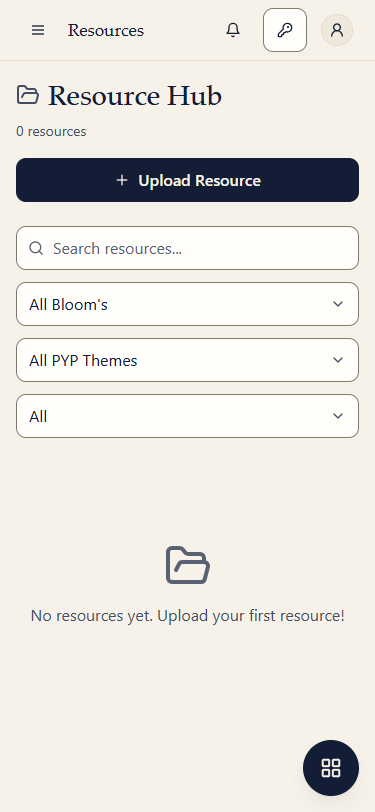 Resources
Resource Hub
0 resources
Upload Resource
Search resources...
All Bloom's
All PYP Themes
All
No resources yet. Upload your first resource!